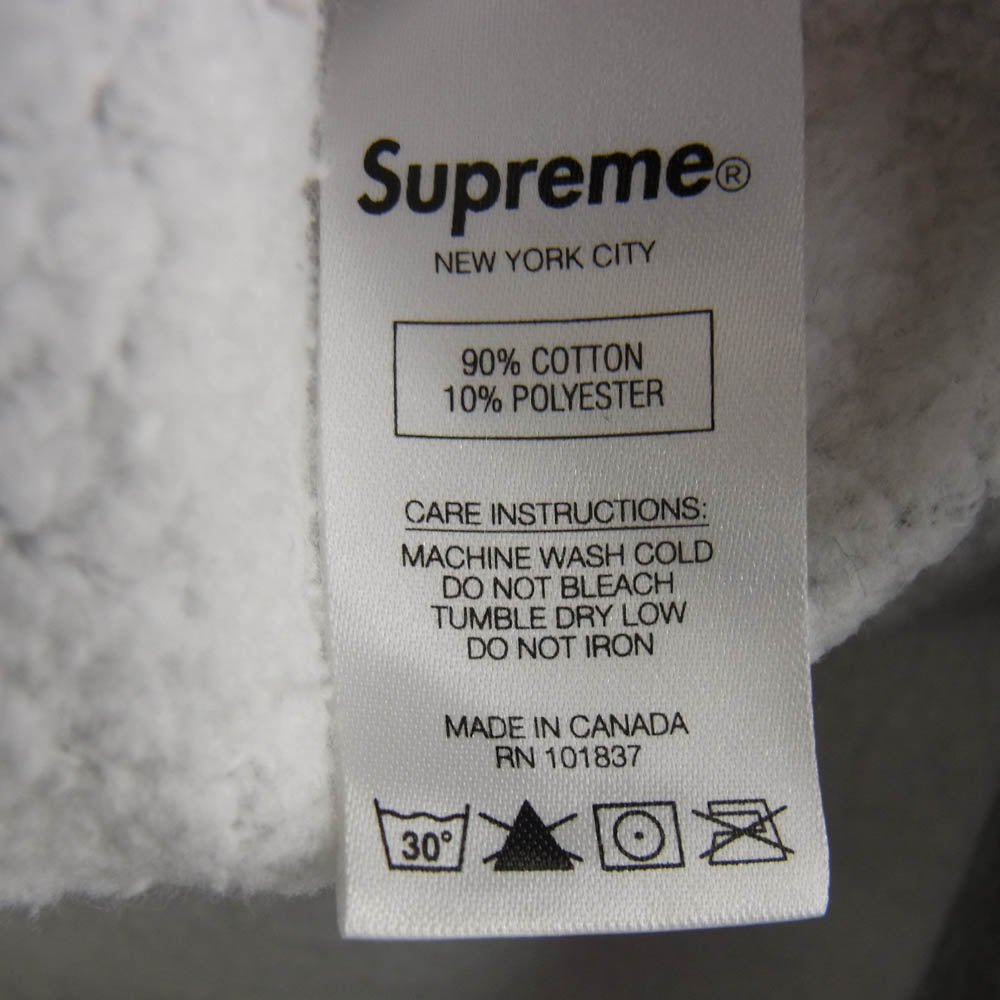 Supreme®
NEW YORK CITY
90% COTTON
10% POLYESTER
CARE INSTRUCTIONS:
MACHINE WASH COLD
DO NOT BLEACH
TUMBLE DRY LOW
DO NOT IRON
MADE IN CANADA
RN 101837
30°